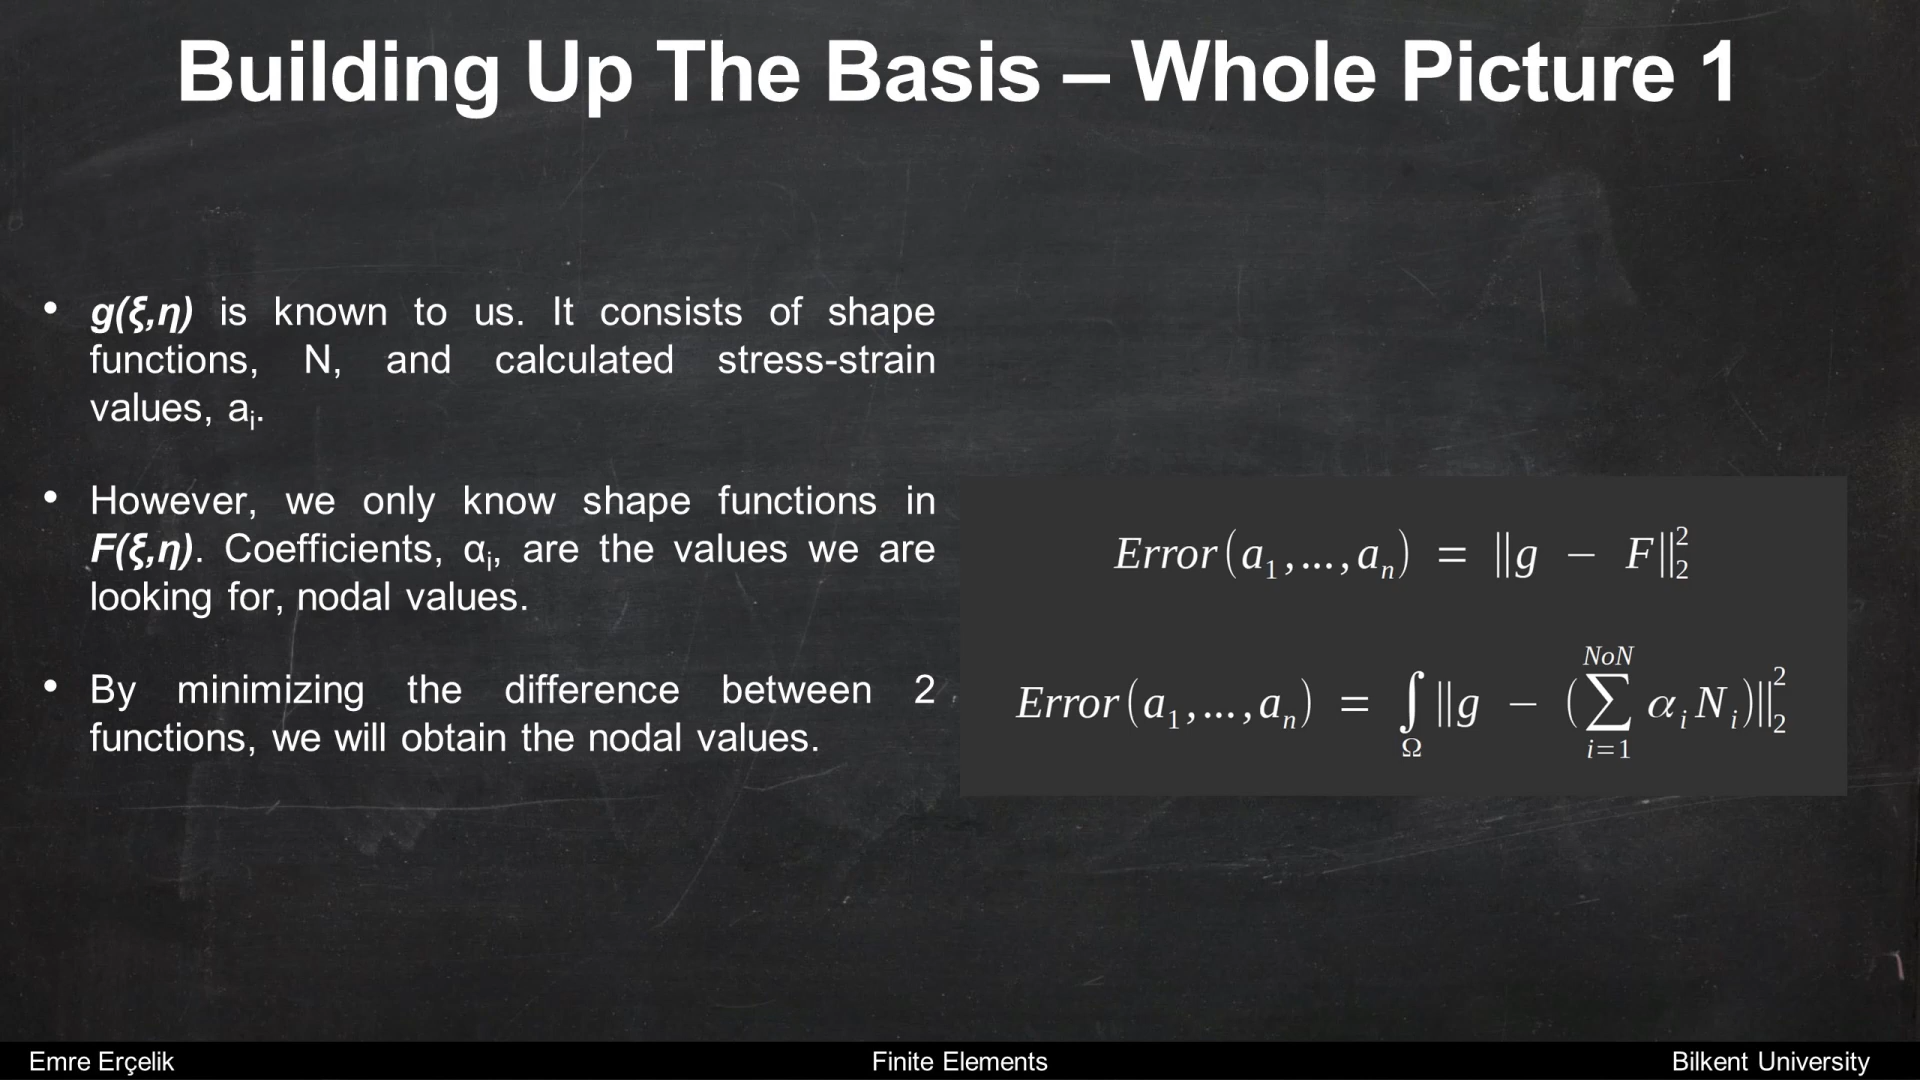 Building Up The Basis – Whole Picture 1
• g(ξ,η) is known to us. It consists of shape
functions, N, and calculated stress-strain
values, aᵢ.
• However, we only know shape functions in
F(ξ,η). Coefficients, αᵢ, are the values we are
looking for, nodal values.
• By minimizing the difference between 2
functions, we will obtain the nodal values.
Error(a₁,...,aₙ) = ||g − F||₂²
Error(a₁,...,aₙ) = ∫_Ω ||g − (∑_{i=1}^{NoN} αᵢNᵢ)||₂²
Emre Erçelik
Finite Elements
Bilkent University